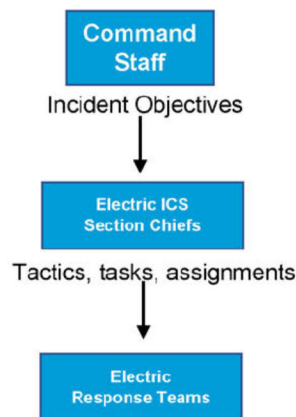 Command
Staff
Incident Objectives
Electric ICS
Section Chiefs
Tactics, tasks, assignments
Electric
Response Teams